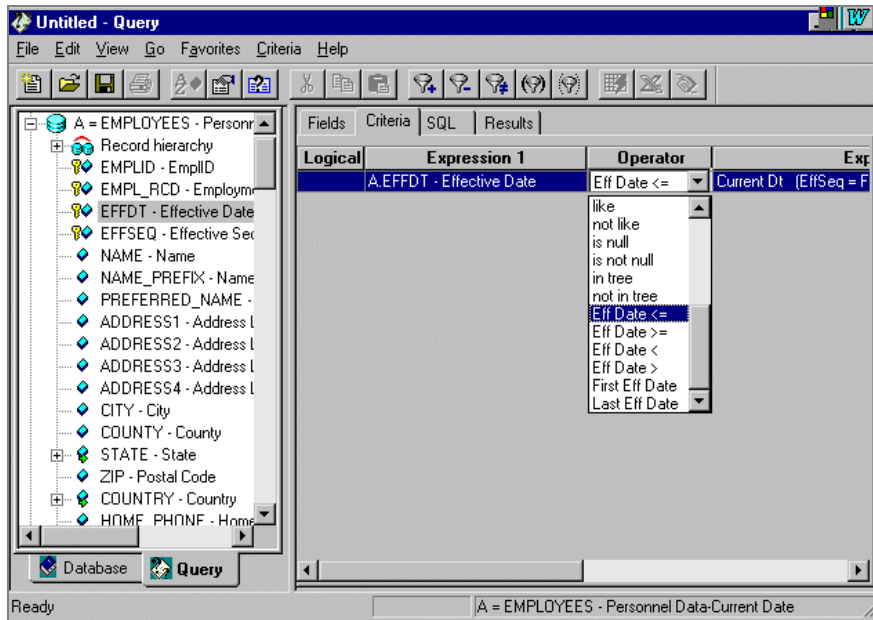 Untitled - Query
W
File Edit View Go Favorites Criteria Help
A = EMPLOYEES - Personr
Record hierarchy
EMPLID - EmplID
EMPL_RCD - Employm
EFFDT - Effective Date
EFFSEQ - Effective Sec
NAME - Name
NAME_PREFIX - Name
PREFERRED_NAME -
ADDRESS1 - Address L
ADDRESS2 - Address L
ADDRESS3 - Address L
ADDRESS4 - Address L
CITY - City
COUNTY - County
STATE - State
ZIP - Postal Code
COUNTRY - Country
HOME_PHONE - Home
Database Query
Fields Criteria SQL Results
Logical Expression 1 Operator Exp
A.EFFDT - Effective Date Eff Date <= Current Dt (EffSeq = F
like
not like
is null
is not null
in tree
not in tree
Eff Date <=
Eff Date >=
Eff Date <
Eff Date >
First Eff Date
Last Eff Date
Ready A = EMPLOYEES - Personnel Data-Current Date